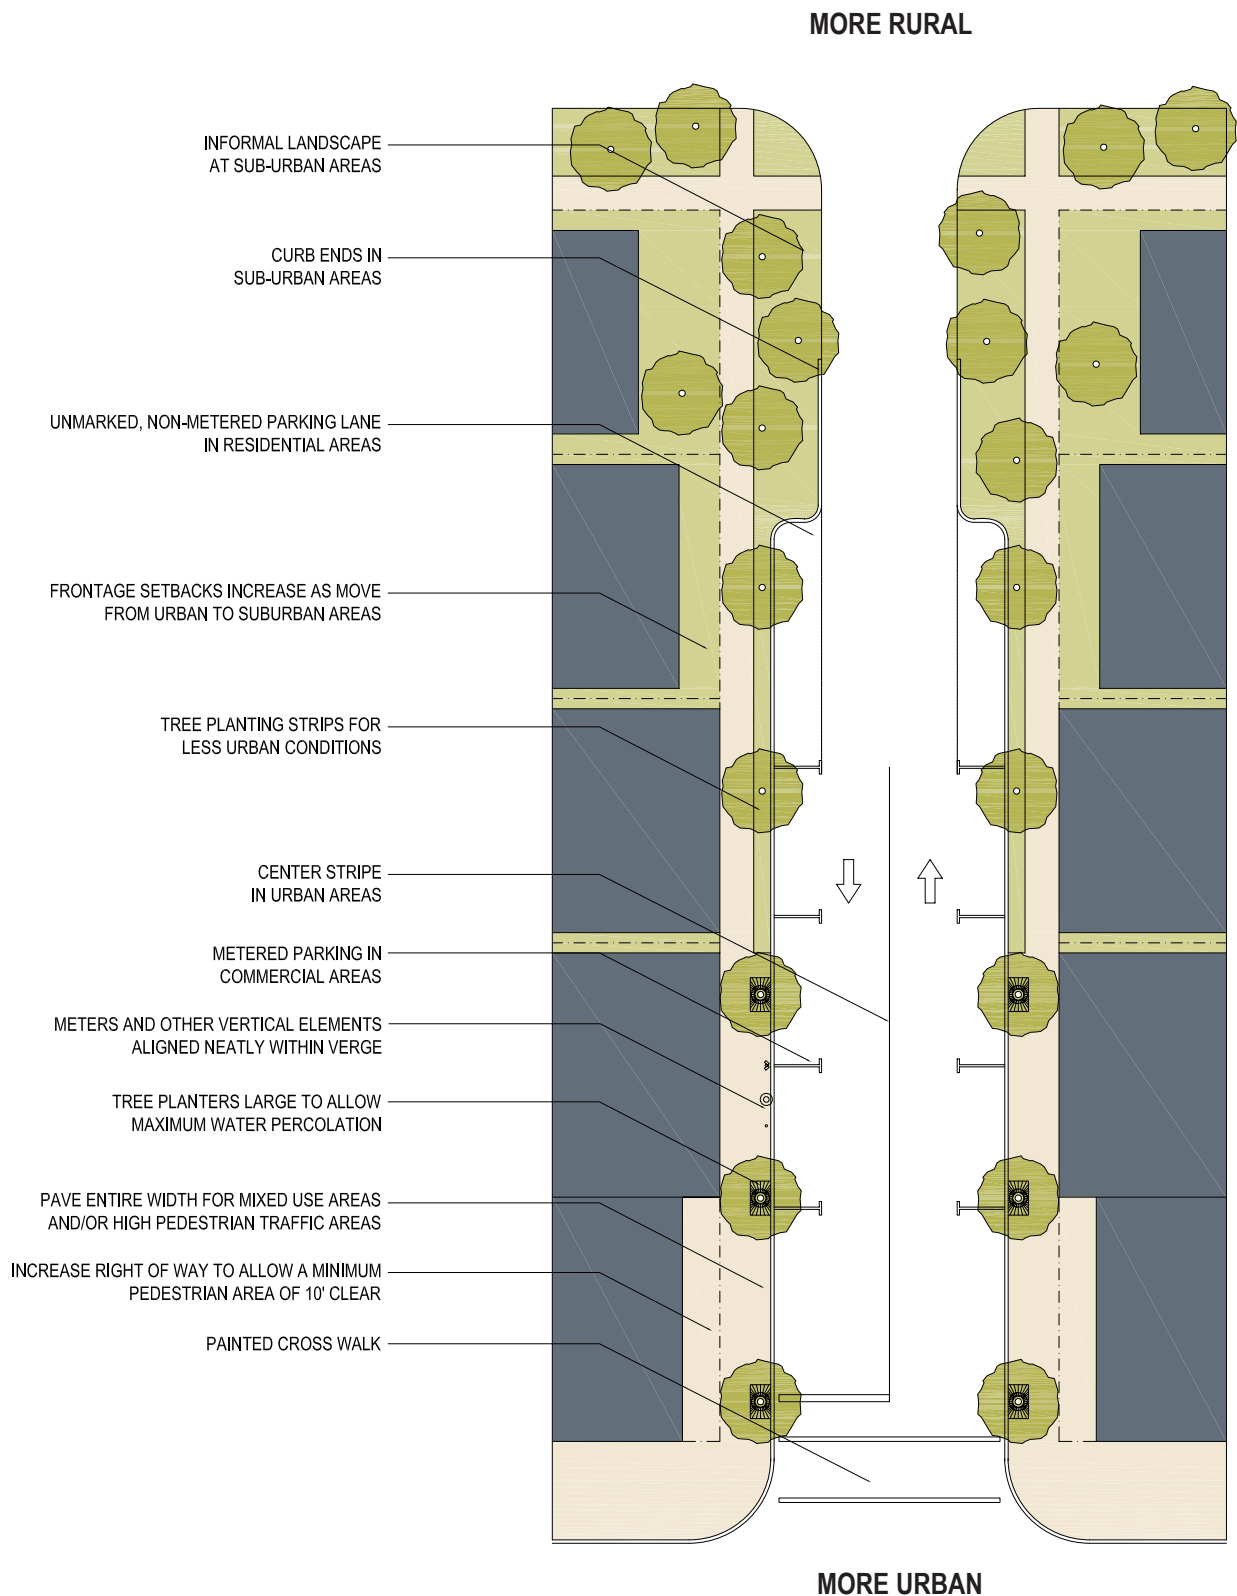 MORE RURAL
INFORMAL LANDSCAPE
AT SUB-URBAN AREAS
CURB ENDS IN
SUB-URBAN AREAS
UNMARKED, NON-METERED PARKING LANE
IN RESIDENTIAL AREAS
FRONTAGE SETBACKS INCREASE AS MOVE
FROM URBAN TO SUBURBAN AREAS
TREE PLANTING STRIPS FOR
LESS URBAN CONDITIONS
CENTER STRIPE
IN URBAN AREAS
METERED PARKING IN
COMMERCIAL AREAS
METERS AND OTHER VERTICAL ELEMENTS
ALIGNED NEATLY WITHIN VERGE
TREE PLANTERS LARGE TO ALLOW
MAXIMUM WATER PERCOLATION
PAVE ENTIRE WIDTH FOR MIXED USE AREAS
AND/OR HIGH PEDESTRIAN TRAFFIC AREAS
INCREASE RIGHT OF WAY TO ALLOW A MINIMUM
PEDESTRIAN AREA OF 10' CLEAR
PAINTED CROSS WALK
MORE URBAN